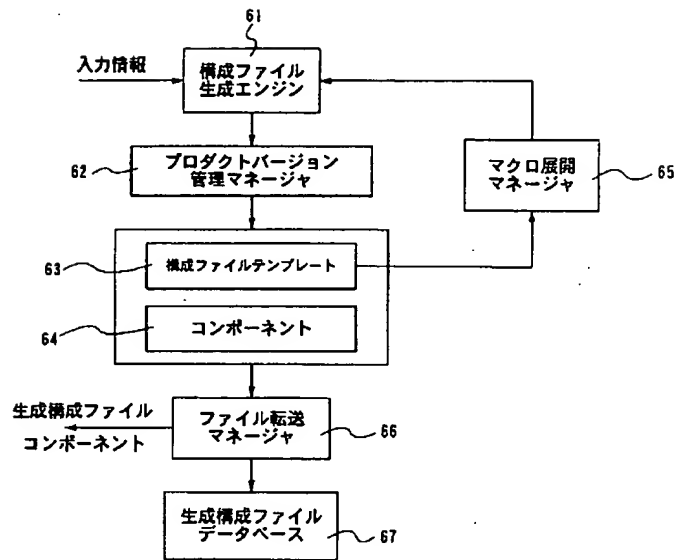 61
入力情報
構成ファイル
生成エンジン
62
プロダクトバージョン
管理マネージャ
マクロ展開
マネージャ
65
63
構成ファイルテンプレート
64
コンポーネント
生成構成ファイル
コンポーネント
ファイル転送
マネージャ
66
生成構成ファイル
データベース
67